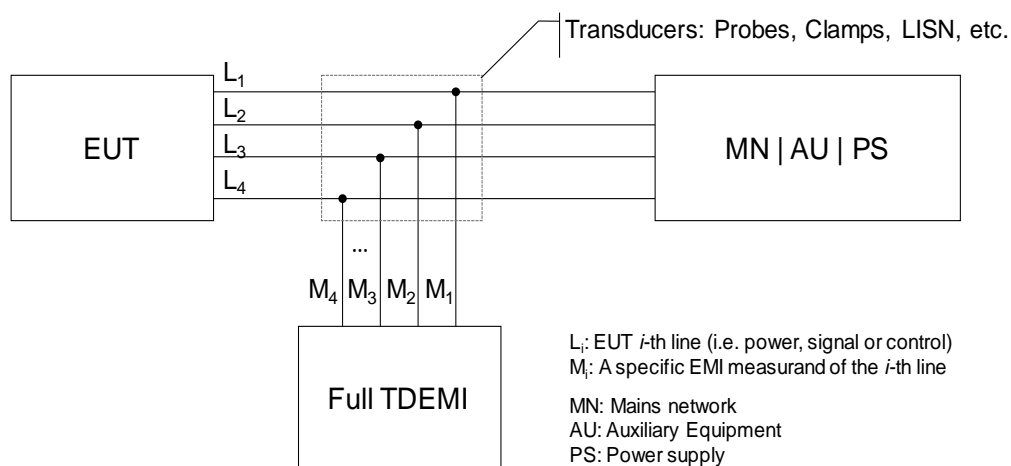 Transducers: Probes, Clamps, LISN, etc.
L₁
L₂
L₃
L₄
EUT
MN | AU | PS
...
M₄ M₃ M₂ M₁
Full TDEMI
Lᵢ: EUT i-th line (i.e. power, signal or control)
Mᵢ: A specific EMI measurand of the i-th line
MN: Mains network
AU: Auxiliary Equipment
PS: Power supply